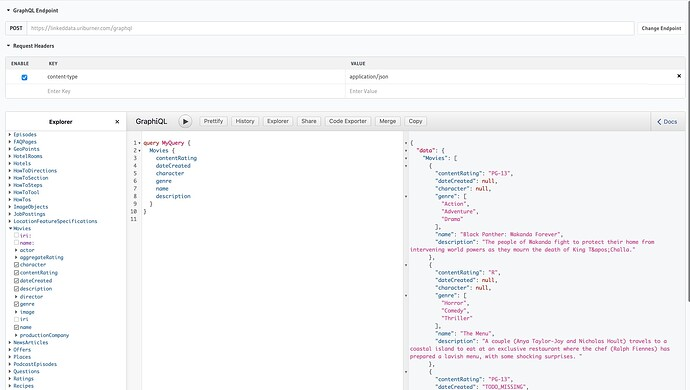 GraphQL Endpoint
POST https://linkeddata.uriburner.com/graphql Change Endpoint
Request Headers
ENABLE KEY VALUE
content-type application/json
Enter Key Enter Value
Explorer
GraphiQL Prettify History Explorer Share Code Exporter Merge Copy Docs
Episodes
FAQPages
GeoPoints
HotelRooms
Hotels
HowToDirections
HowToSection
HowToSteps
HowToTool
HowTos
ImageObjects
JobPostings
LocationFeatureSpecifications
Movies
iri:
name:
actor
aggregateRating
character
contentRating
dateCreated
description
director
genre
image
iri
name
productionCompany
NewsArticles
Offers
Places
PodcastEpisodes
Questions
Ratings
Recipes
1 query MyQuery {
2 Movies {
3 contentRating
4 dateCreated
5 character
6 genre
7 name
8 description
9 }
10 }
11
{
"data": {
"Movies": [
{
"contentRating": "PG-13",
"dateCreated": null,
"character": null,
"genre": [
"Action",
"Adventure",
"Drama"
],
"name": "Black Panther: Wakanda Forever",
"description": "The people of Wakanda fight to protect their home from
intervening world powers as they mourn the death of King T&apos;Challa."
},
{
"contentRating": "R",
"dateCreated": null,
"character": null,
"genre": [
"Horror",
"Comedy",
"Thriller"
],
"name": "The Menu",
"description": "A couple (Anya Taylor-Joy and Nicholas Hoult) travels to a
coastal island to eat at an exclusive restaurant where the chef (Ralph Fiennes) has
prepared a lavish menu, with some shocking surprises. "
},
{
"contentRating": "PG-13",
"dateCreated": "TODO_MISSING",
"character": null,